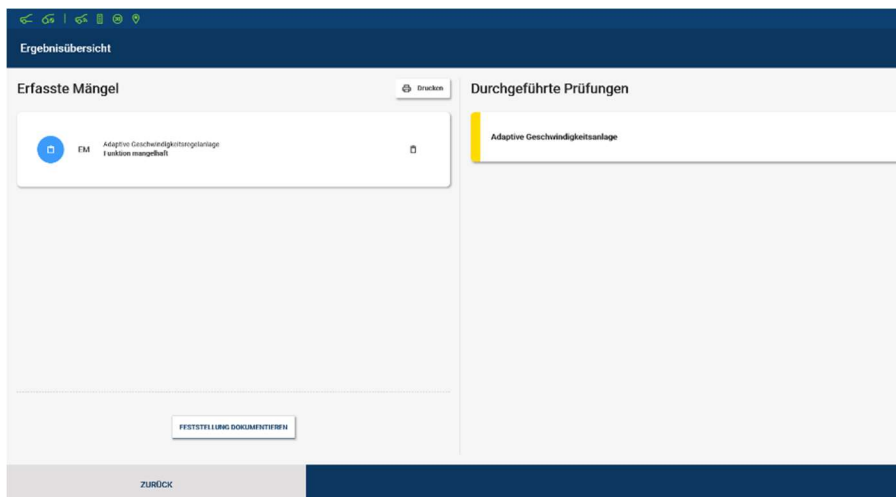 Ergebnisübersicht
Erfasste Mängel
Drucken
EM
Adaptive Geschwindigkeitsregelanlage
Funktion mangelhaft
FESTSTELLUNG DOKUMENTIEREN
Durchgeführte Prüfungen
Adaptive Geschwindigkeitsanlage
ZURÜCK